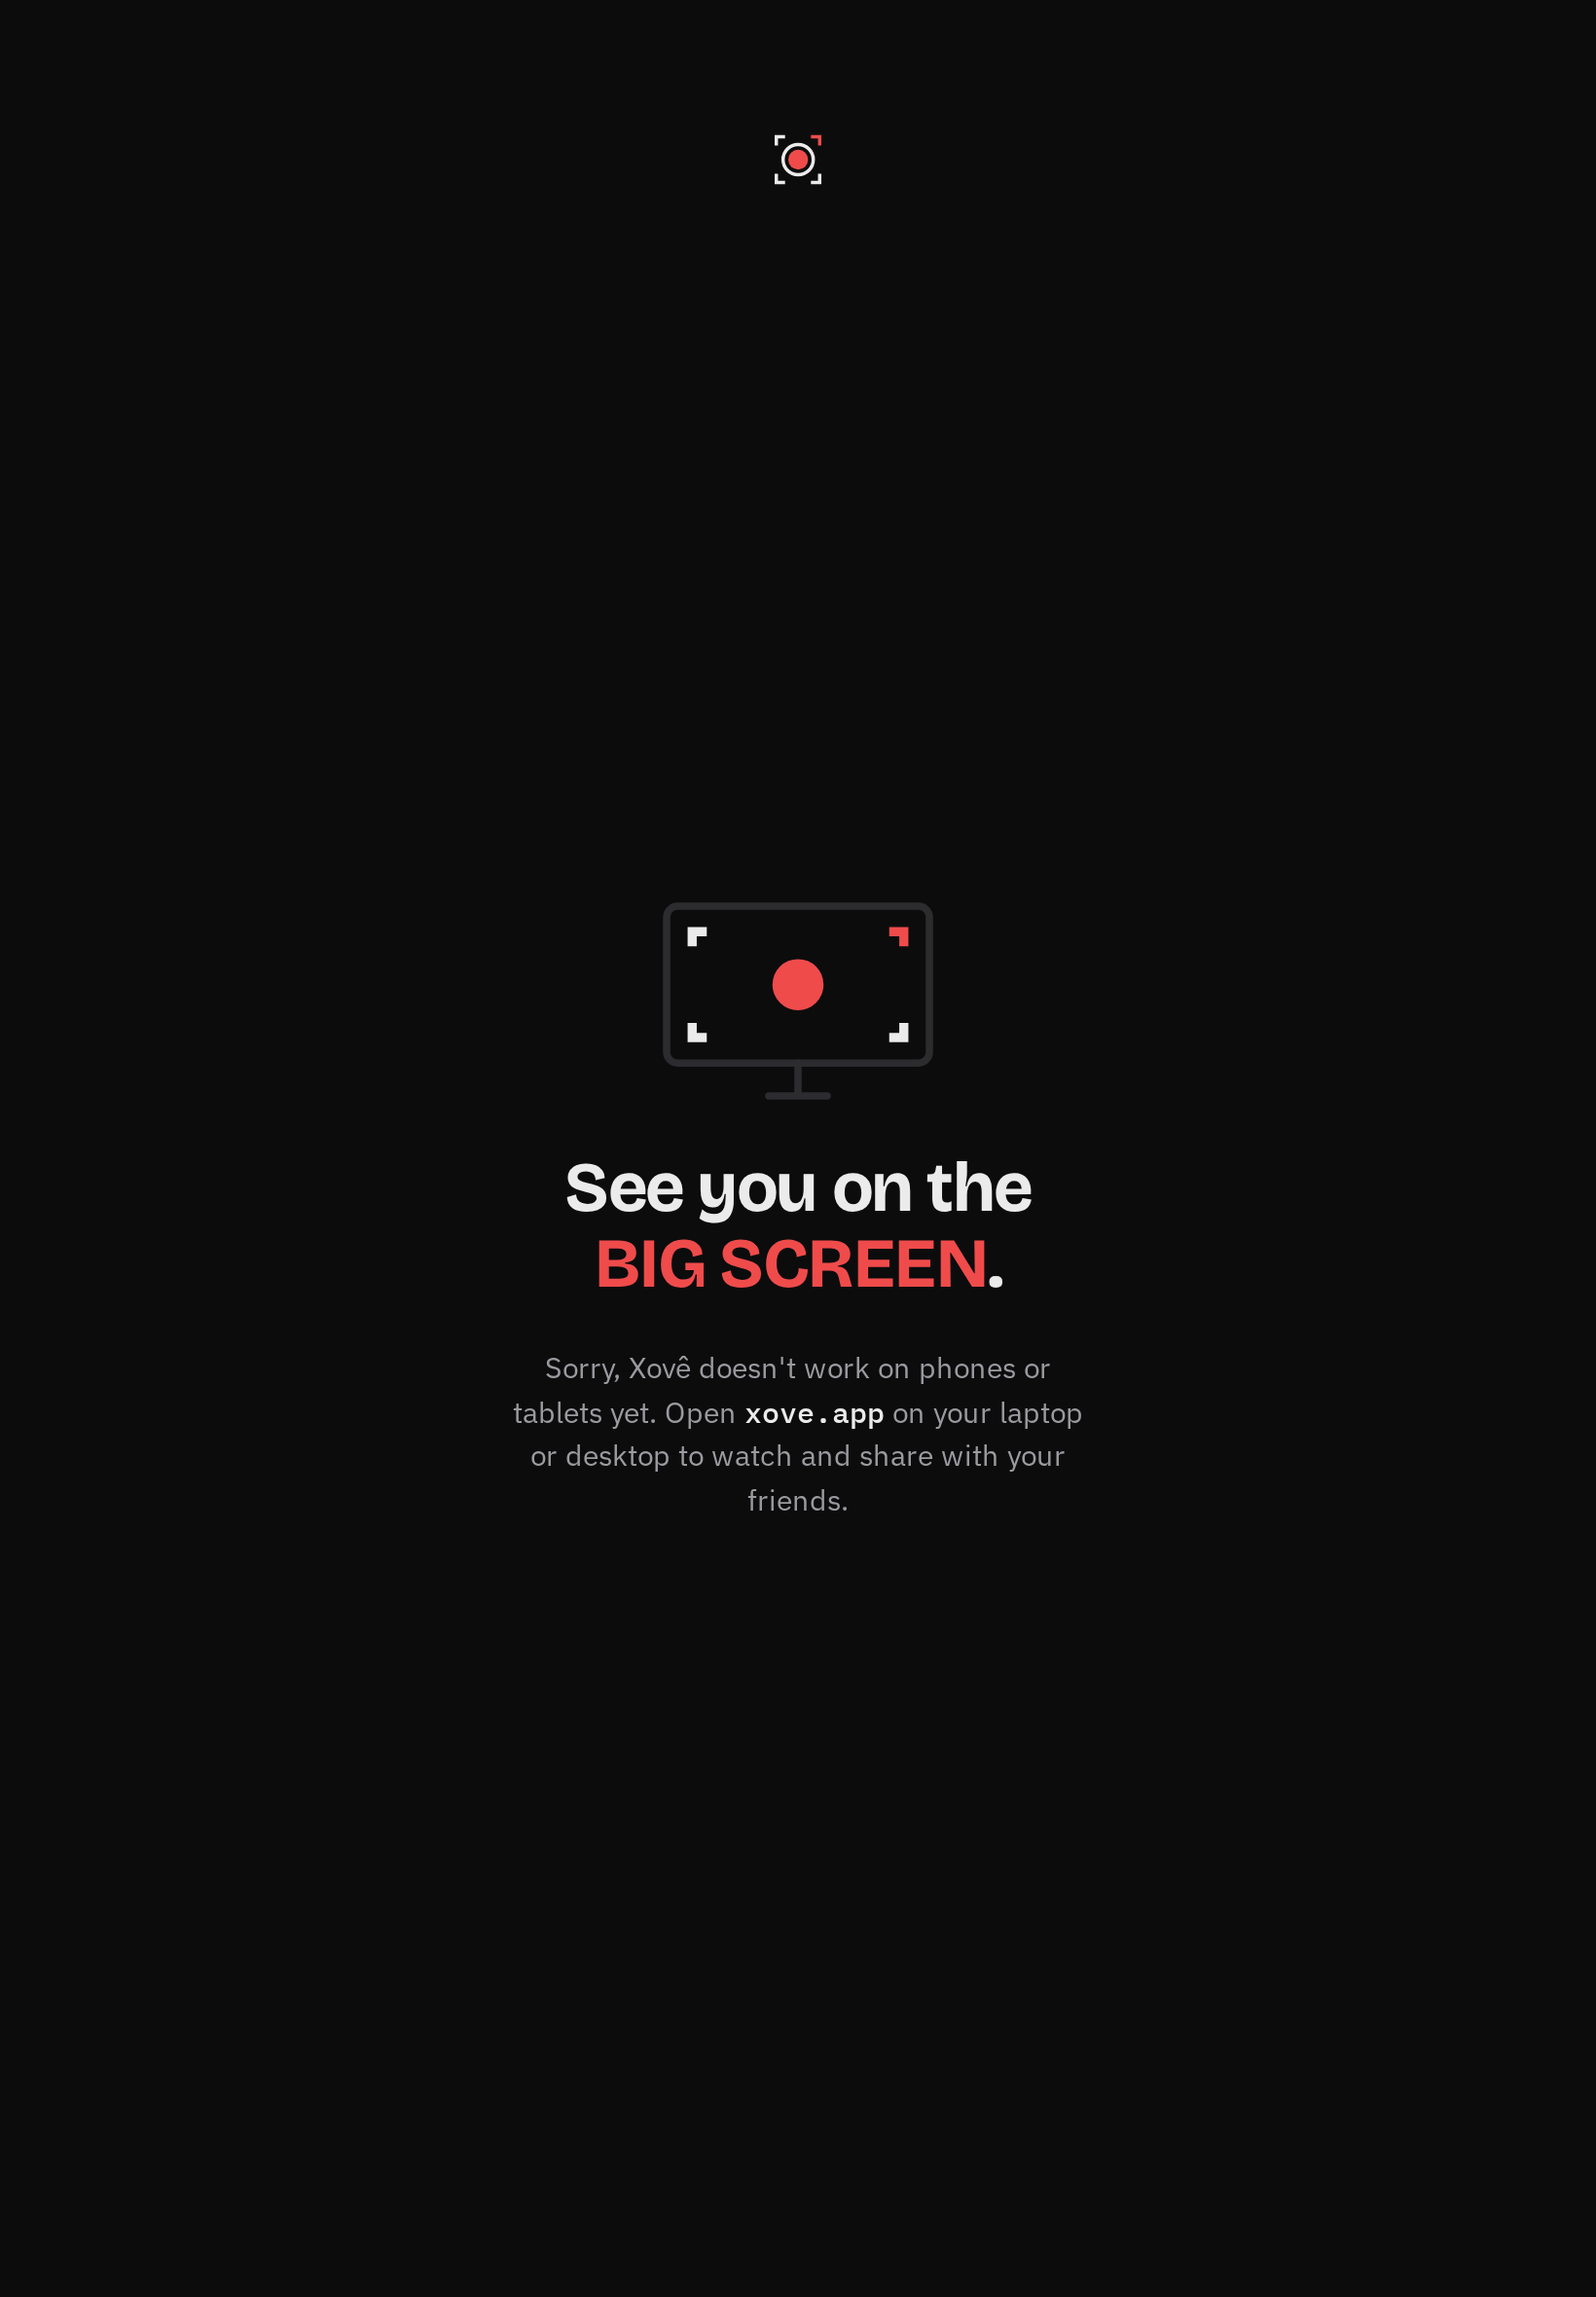 See you on the
BIG SCREEN.
Sorry, Xovê doesn't work on phones or
tablets yet. Open xove.app on your laptop
or desktop to watch and share with your
friends.